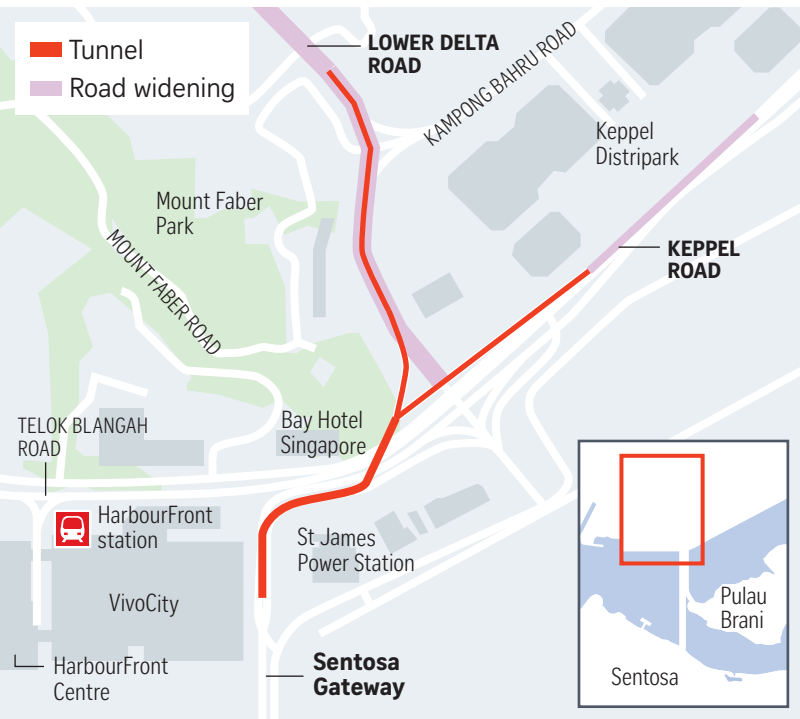 Tunnel
Road widening
LOWER DELTA
ROAD
KAMPONG BAHRU ROAD
Keppel
Distripark
Mount Faber
Park
MOUNT FABER ROAD
KEPPEL
ROAD
Bay Hotel
Singapore
TELOK BLANGAH
ROAD
HarbourFront
station
St James
Power Station
VivoCity
HarbourFront
Centre
Sentosa
Gateway
Pulau
Brani
Sentosa